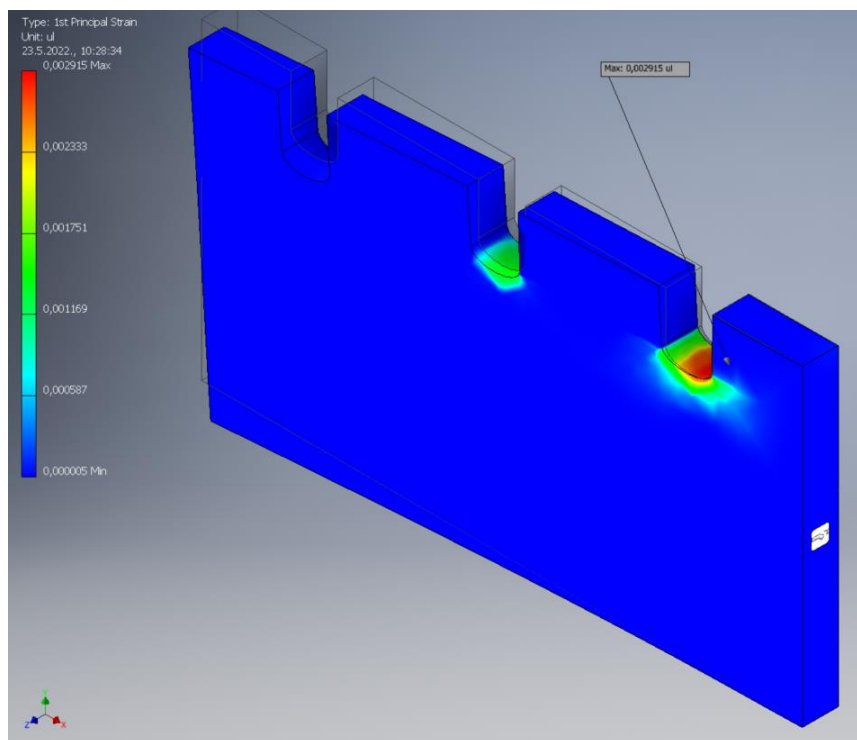 Type: 1st Principal Strain
Unit: ul
23.5.2022., 10:28:34
0,002915 Max
0,002333
0,001751
0,001169
0,000587
0,000005 Min
Max: 0,002915 ul
Y
Z
X